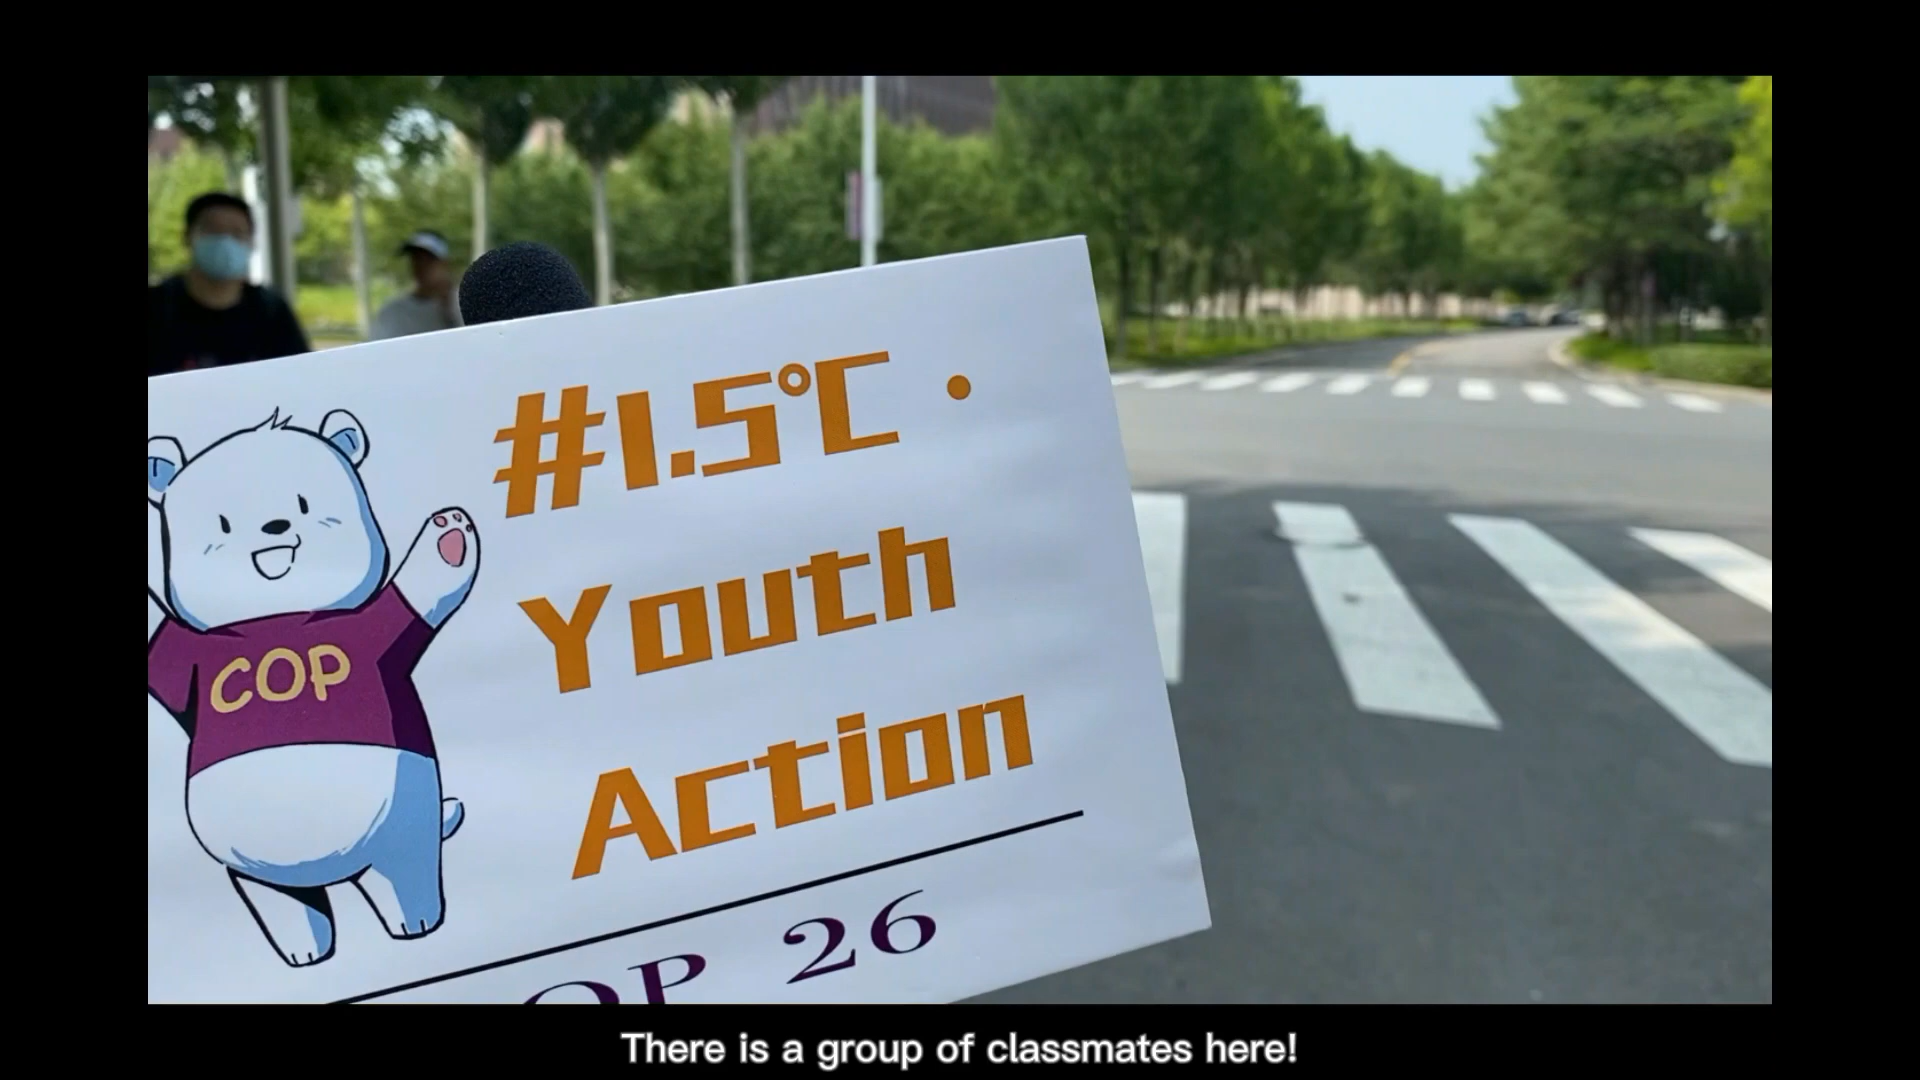 #1.5℃ ·
Youth
Action
COP
OP 26
There is a group of classmates here!